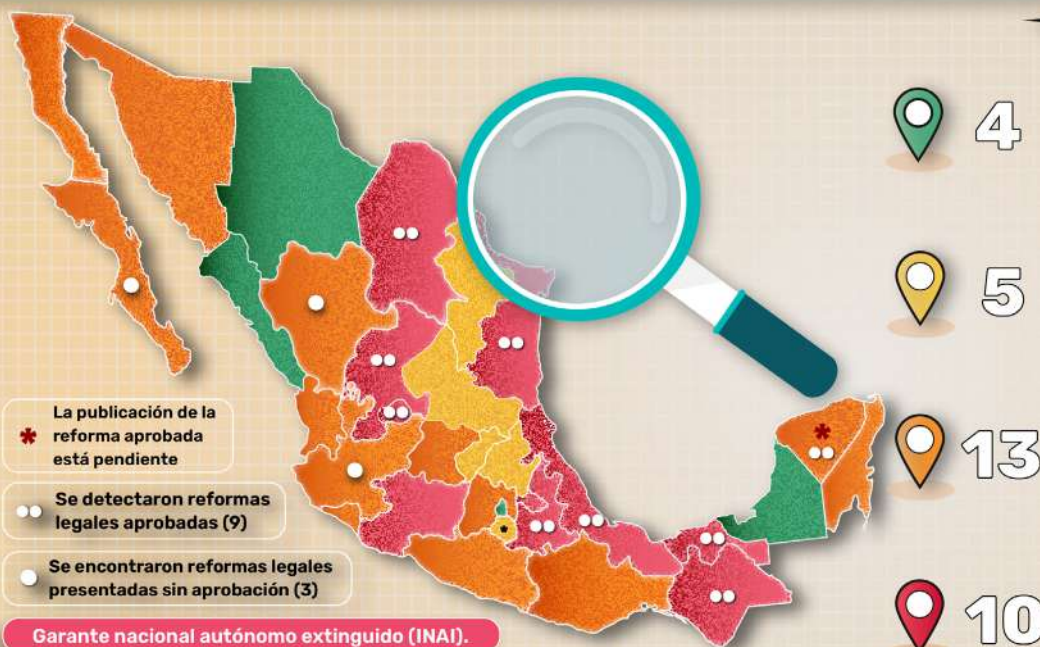 4
5
13
10
La publicación de la
* reforma aprobada
está pendiente
Se detectaron reformas
legales aprobadas (9)
Se encontraron reformas legales
presentadas sin aprobación (3)
Garante nacional autónomo extinguido (INAI).